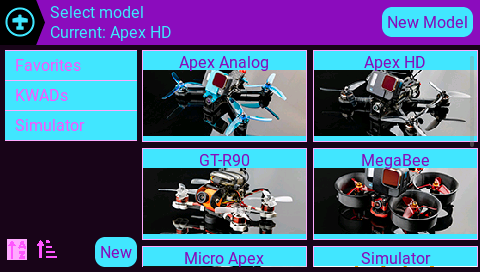 Select model
Current: Apex HD
New Model
Favorites
KWADs
Simulator
Apex Analog
Apex HD
GT-R90
MegaBee
Micro Apex
Simulator
New